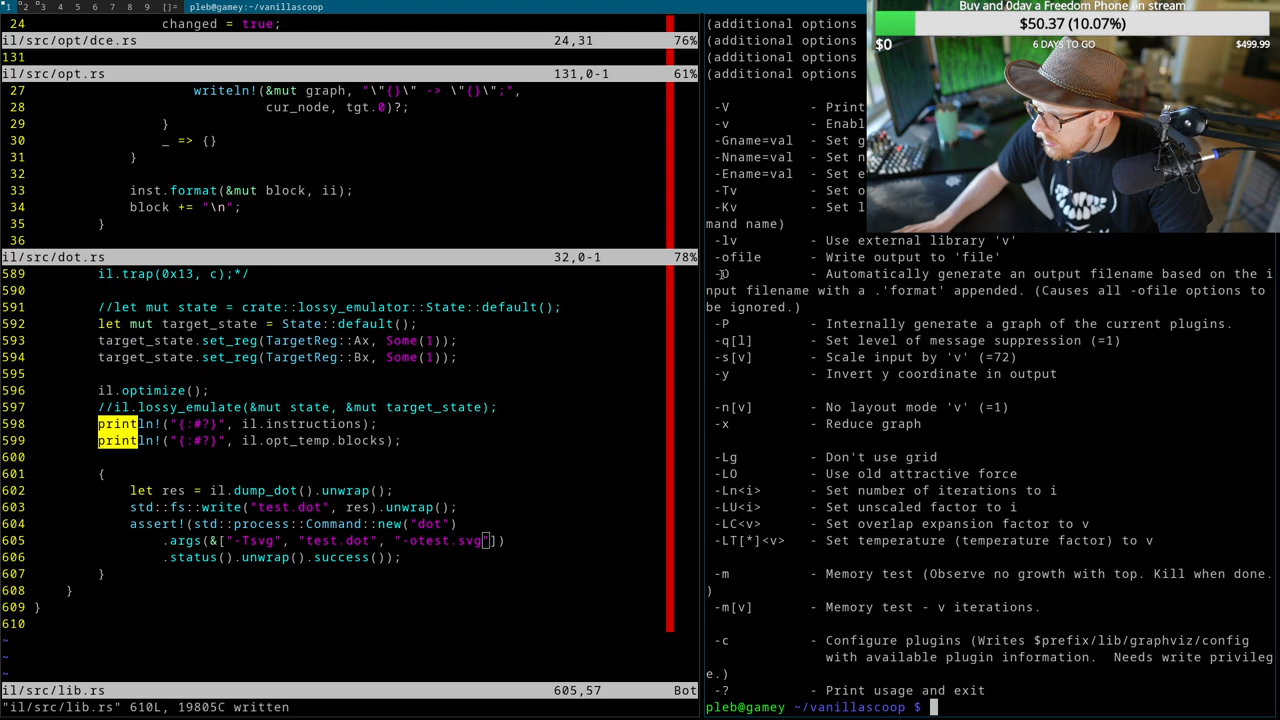 1 2 3 4 5 6 7 8 9 []= pleb@gamey:~/vanillascoop
24 changed = true;
il/src/opt/dce.rs 24,31 76%
131
il/src/opt.rs 131,0-1 61%
27 writeln!(&mut graph, "\"{}\" -> \"{}\";",
28 cur_node, tgt.0)?;
29 }
30 _ => {}
31 }
32
33 inst.format(&mut block, ii);
34 block += "\n";
35 }
36
il/src/dot.rs 32,0-1 78%
589 il.trap(0x13, c);*/
590
591 //let mut state = crate::lossy_emulator::State::default();
592 let mut target_state = State::default();
593 target_state.set_reg(TargetReg::Ax, Some(1));
594 target_state.set_reg(TargetReg::Bx, Some(1));
595
596 il.optimize();
597 //il.lossy_emulate(&mut state, &mut target_state);
598 println!("{:#?}", il.instructions);
599 println!("{:#?}", il.opt_temp.blocks);
600
601 {
602 let res = il.dump_dot().unwrap();
603 std::fs::write("test.dot", res).unwrap();
604 assert!(std::process::Command::new("dot")
605 .args(&["-Tsvg", "test.dot", "-otest.svg"])
606 .status().unwrap().success());
607 }
608 }
609 }
610
~
~
~
il/src/lib.rs 605,57 Bot
"il/src/lib.rs" 610L, 19805C written
(additional options
(additional options
(additional options
(additional options
-V - Print
-v - Enabl
-Gname=val - Set g
-Nname=val - Set n
-Ename=val - Set e
-Tv - Set o
-Kv - Set l
mand name)
-lv - Use external library 'v'
-ofile - Write output to 'file'
-O - Automatically generate an output filename based on the i
nput filename with a .'format' appended. (Causes all -ofile options to
be ignored.)
-P - Internally generate a graph of the current plugins.
-q[l] - Set level of message suppression (=1)
-s[v] - Scale input by 'v' (=72)
-y - Invert y coordinate in output
-n[v] - No layout mode 'v' (=1)
-x - Reduce graph
-Lg - Don't use grid
-LO - Use old attractive force
-Ln<i> - Set number of iterations to i
-LU<i> - Set unscaled factor to i
-LC<v> - Set overlap expansion factor to v
-LT[*]<v> - Set temperature (temperature factor) to v
-m - Memory test (Observe no growth with top. Kill when done.
)
-m[v] - Memory test - v iterations.
-c - Configure plugins (Writes $prefix/lib/graphviz/config
with available plugin information. Needs write privileg
e.)
-? - Print usage and exit
pleb@gamey ~/vanillascoop $
Buy and 0day a Freedom Phone on stream
$50.37 (10.07%)
$0 6 DAYS TO GO $499.99